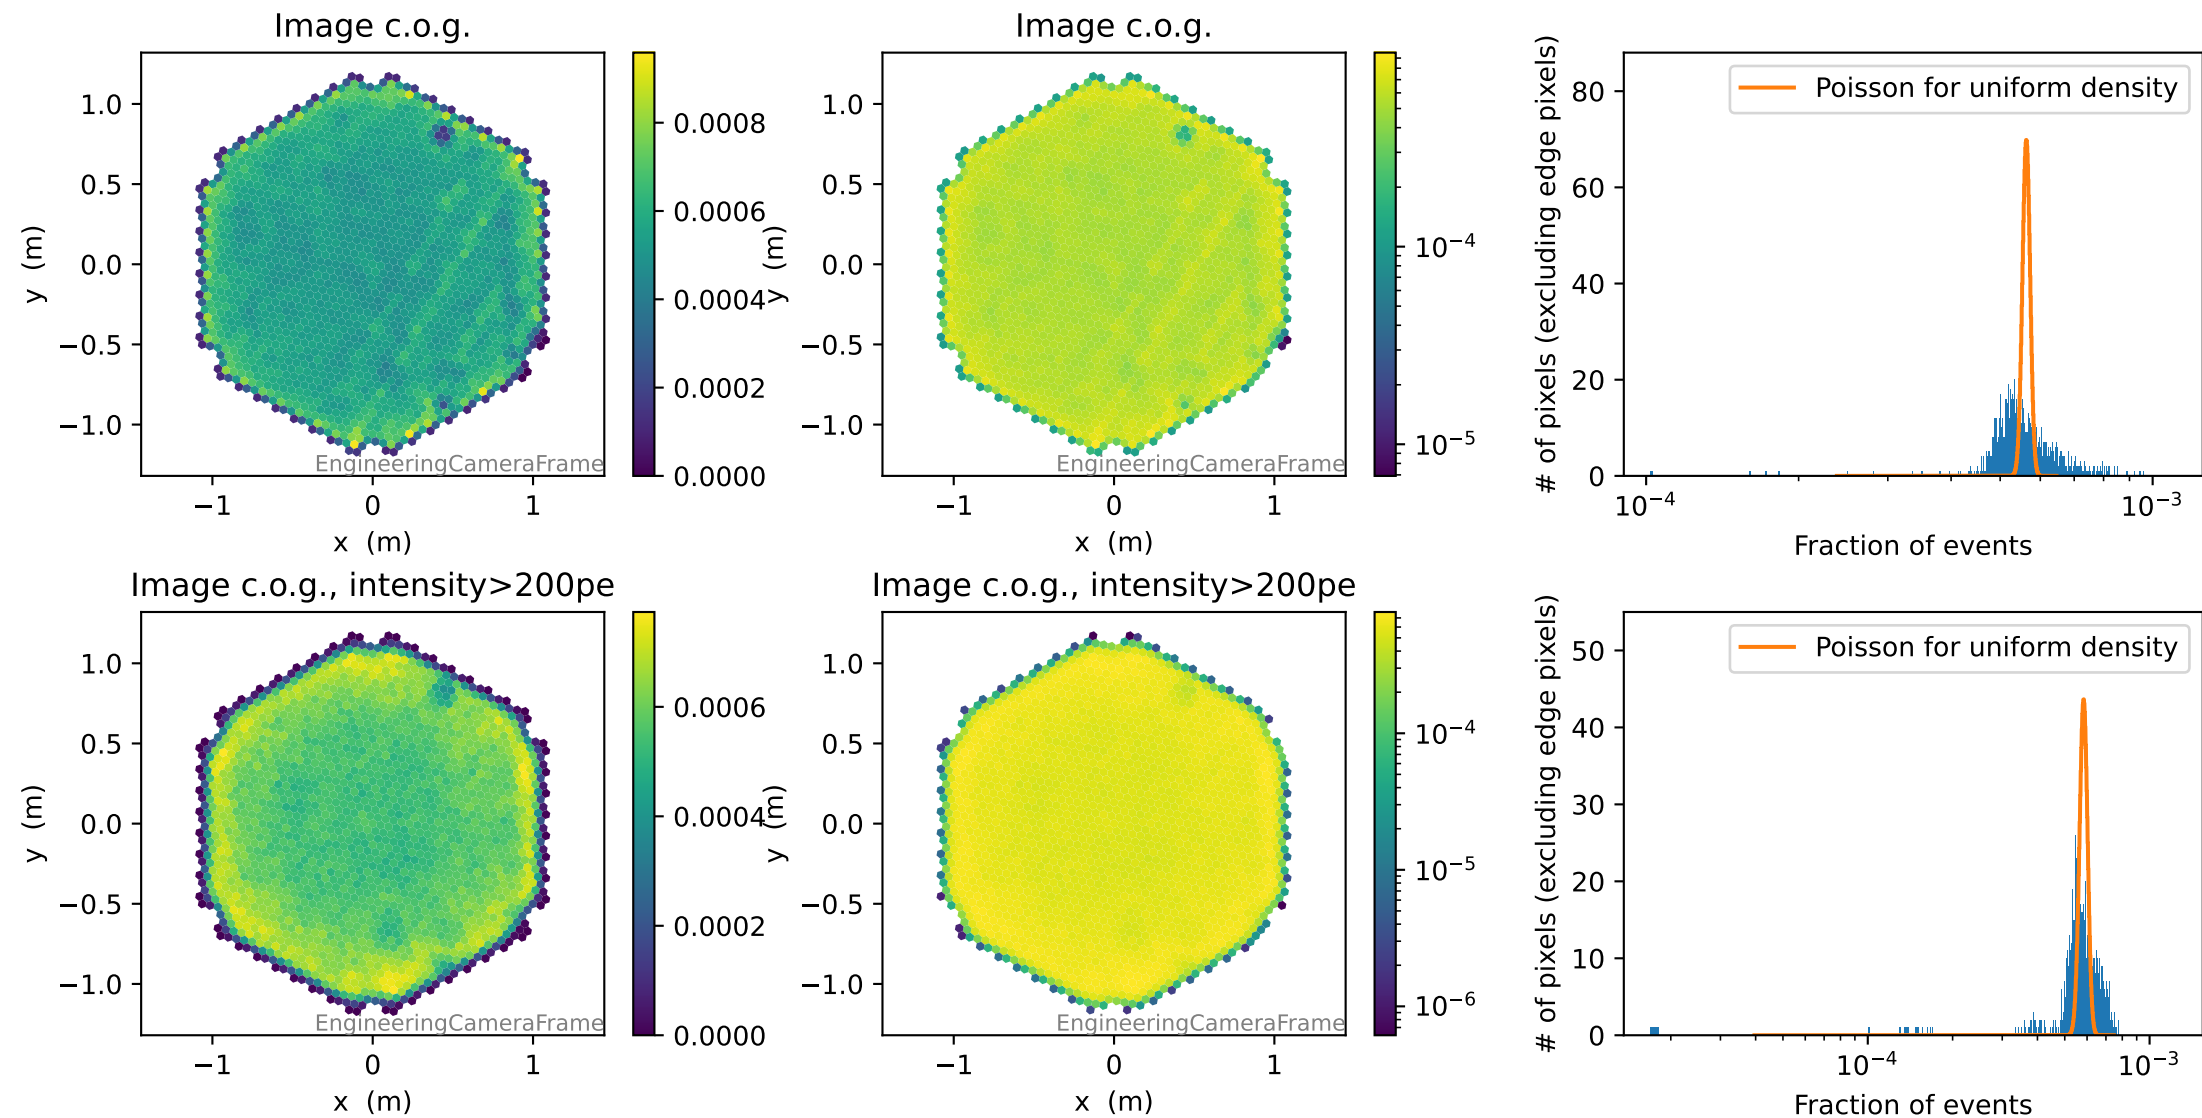 Image c.o.g.
1.0
0.5
0.0
−0.5
−1.0
y (m)
−1
0
1
x (m)
EngineeringCameraFrame
0.0008
0.0006
0.0004
0.0002
0.0000
Image c.o.g.
1.0
0.5
0.0
−0.5
−1.0
y (m)
−1
0
1
x (m)
EngineeringCameraFrame
10−4
10−5
# of pixels (excluding edge pixels)
80
60
40
20
0
Poisson for uniform density
10−4
10−3
Fraction of events
Image c.o.g., intensity>200pe
1.0
0.5
0.0
−0.5
−1.0
y (m)
−1
0
1
x (m)
EngineeringCameraFrame
0.0006
0.0004
0.0002
0.0000
Image c.o.g., intensity>200pe
1.0
0.5
0.0
−0.5
−1.0
y (m)
−1
0
1
x (m)
EngineeringCameraFrame
10−4
10−5
10−6
# of pixels (excluding edge pixels)
50
40
30
20
10
0
Poisson for uniform density
10−4
10−3
Fraction of events